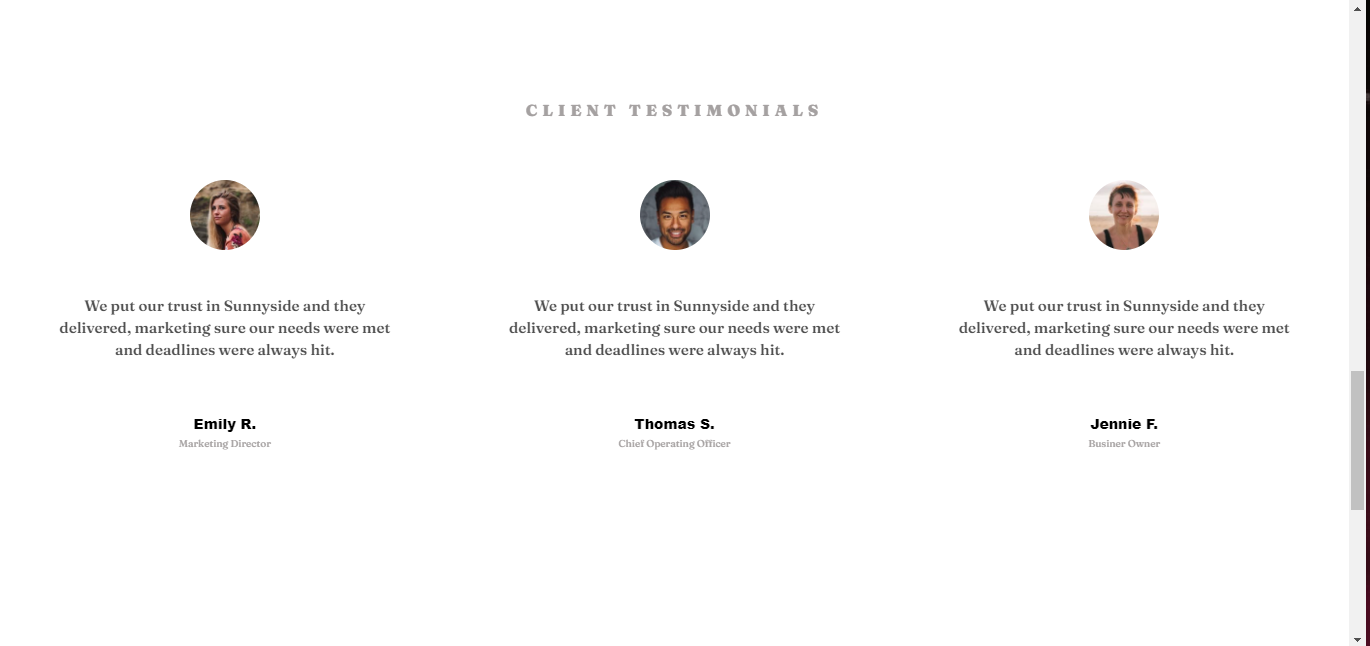 CLIENT TESTIMONIALS
We put our trust in Sunnyside and they
delivered, marketing sure our needs were met
and deadlines were always hit.
Emily R.
Marketing Director
We put our trust in Sunnyside and they
delivered, marketing sure our needs were met
and deadlines were always hit.
Thomas S.
Chief Operating Officer
We put our trust in Sunnyside and they
delivered, marketing sure our needs were met
and deadlines were always hit.
Jennie F.
Businer Owner